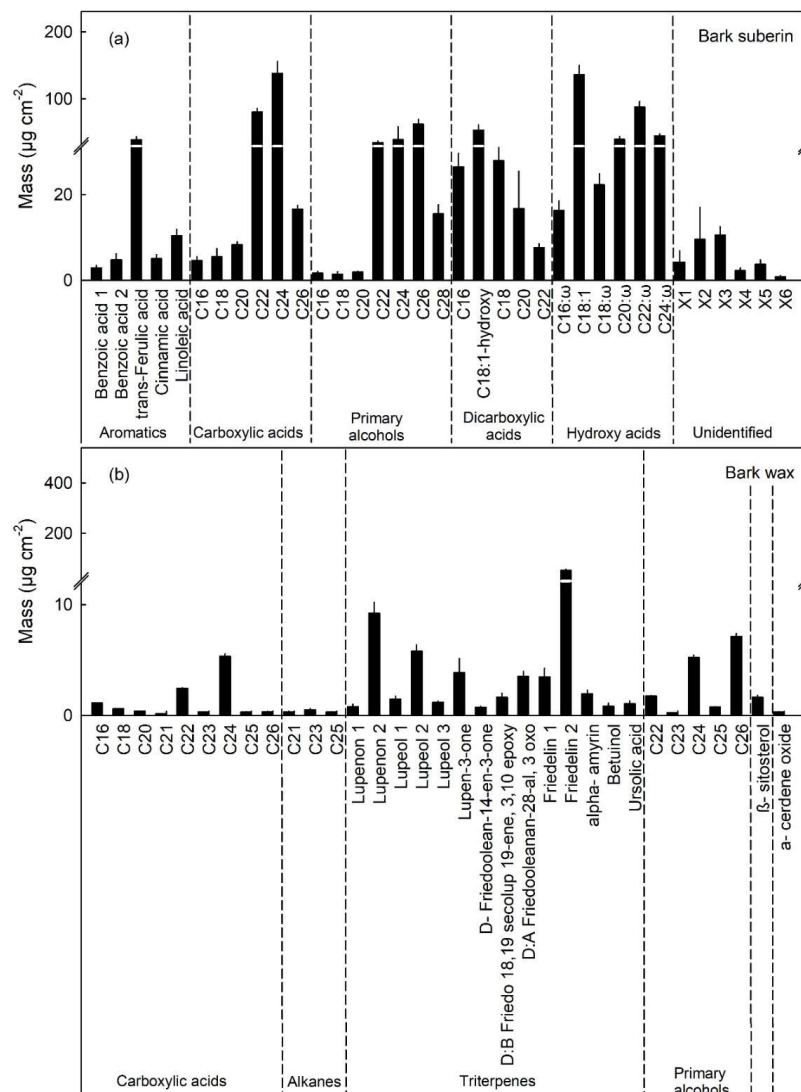 (a)
Bark suberin
200
100
20
0
Mass (µg cm⁻²)
Benzoic acid 1
Benzoic acid 2
trans-Ferulic acid
Cinnamic acid
Linoleic acid
C16
C18
C20
C22
C24
C26
C16
C18
C20
C22
C24
C26
C28
C16
C18:1-hydroxy
C18
C20
C22
C16:ω
C18:1
C18:ω
C20:ω
C22:ω
C24:ω
X1
X2
X3
X4
X5
X6
Aromatics
Carboxylic acids
Primary
alcohols
Dicarboxylic
acids
Hydroxy acids
Unidentified
(b)
Bark wax
400
200
10
0
Mass (µg cm⁻²)
C16
C18
C20
C21
C22
C23
C24
C25
C26
C21
C23
C25
Lupenon 1
Lupenon 2
Lupeol 1
Lupeol 2
Lupeol 3
Lupen-3-one
D- Friedoolean-14-en-3-one
D:B Friedo 18,19 secolup 19-ene, 3,10 epoxy
D:A Friedooleanan-28-al, 3 oxo
Friedelin 1
Friedelin 2
alpha- amyrin
Betuinol
Ursolic acid
C22
C23
C24
C25
C26
ß- sitosterol
a- cerdene oxide
Carboxylic acids
Alkanes
Triterpenes
Primary
alcohols